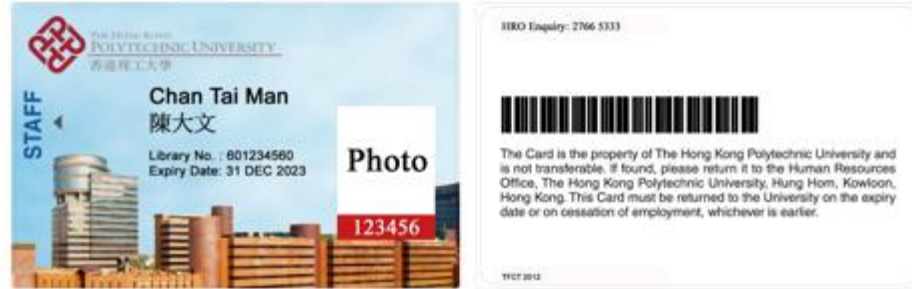 THE HONG KONG
POLYTECHNIC UNIVERSITY
香港理工大學
STAFF
Chan Tai Man
陳大文
Library No. : 601234560
Expiry Date: 31 DEC 2023
Photo
123456
HRO Enquiry: 2766 5333
The Card is the property of The Hong Kong Polytechnic University and
is not transferable. If found, please return it to the Human Resources
Office, The Hong Kong Polytechnic University, Hung Hom, Kowloon,
Hong Kong. This Card must be returned to the University on the expiry
date or on cessation of employment, whichever is earlier.
TFCT 2012